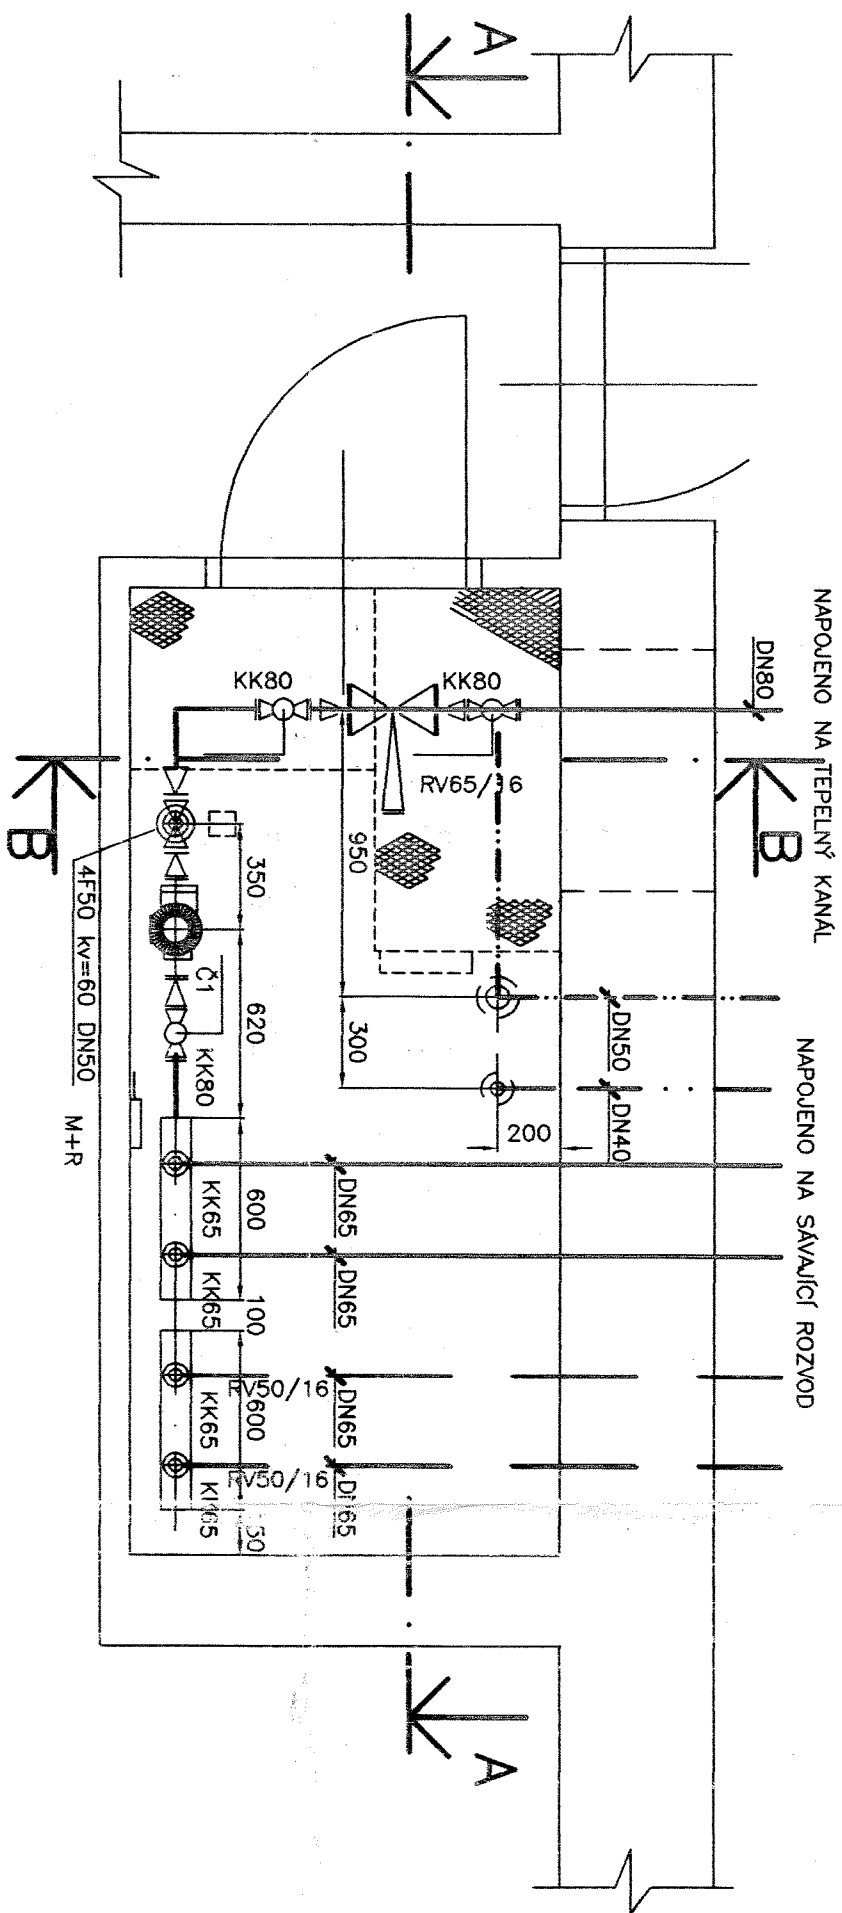 A
NAPOJENO NA TEPELNÝ KANÁL
DN80
KK80
KK80
RV65/16
B
B
950
350
4F50 kv=60 DN50
Č1
620
300
DN50
DN40
NAPOJENO NA SÁVAJÍCÍ ROZVOD
KK80
M+R
200
600
KK65
DN65
KK65
DN65
100
RV50/16
600
KK65
DN65
RV50/16
KK65
DN65
A